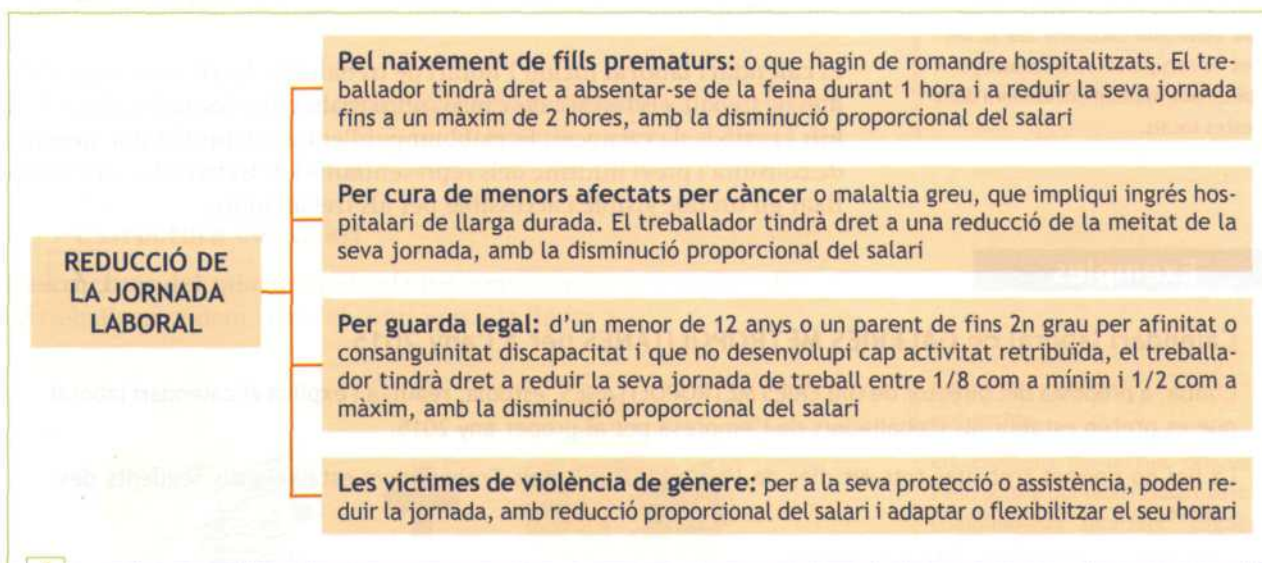 Pel naixement de fills prematurs: o que hagin de romandre hospitalitzats. El tre-
ballador tindrà dret a absentar-se de la feina durant 1 hora i a reduir la seva jornada
fins a un màxim de 2 hores, amb la disminució proporcional del salari
Per cura de menors afectats per càncer o malaltia greu, que impliqui ingrés hos-
pitalari de llarga durada. El treballador tindrà dret a una reducció de la meitat de la
seva jornada, amb la disminució proporcional del salari
REDUCCIÓ DE
LA JORNADA
LABORAL
Per guarda legal: d'un menor de 12 anys o un parent de fins 2n grau per afinitat o
consanguinitat discapacitat i que no desenvolupi cap activitat retribuïda, el treballa-
dor tindrà dret a reduir la seva jornada de treball entre 1/8 com a mínim i 1/2 com a
màxim, amb la disminució proporcional del salari
Les víctimes de violència de gènere: per a la seva protecció o assistència, poden re-
duir la jornada, amb reducció proporcional del salari i adaptar o flexibilitzar el seu horari